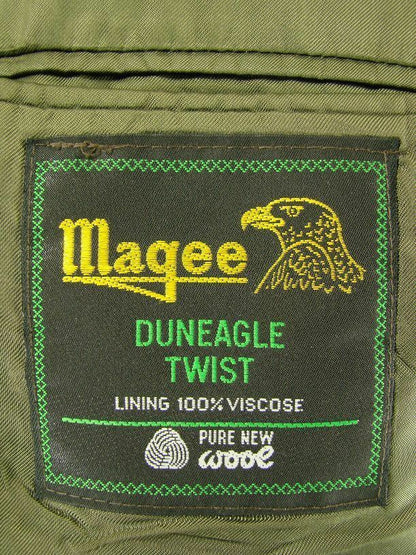 Magee
DUNEAGLE
TWIST
LINING 100% VISCOSE
PURE NEW
wool